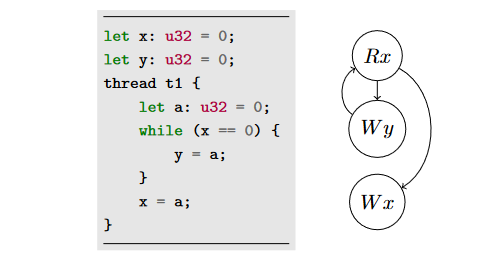 let x: u32 = 0;
let y: u32 = 0;
thread t1 {
    let a: u32 = 0;
    while (x == 0) {
        y = a;
    }
    x = a;
}
Rx
Wy
Wx